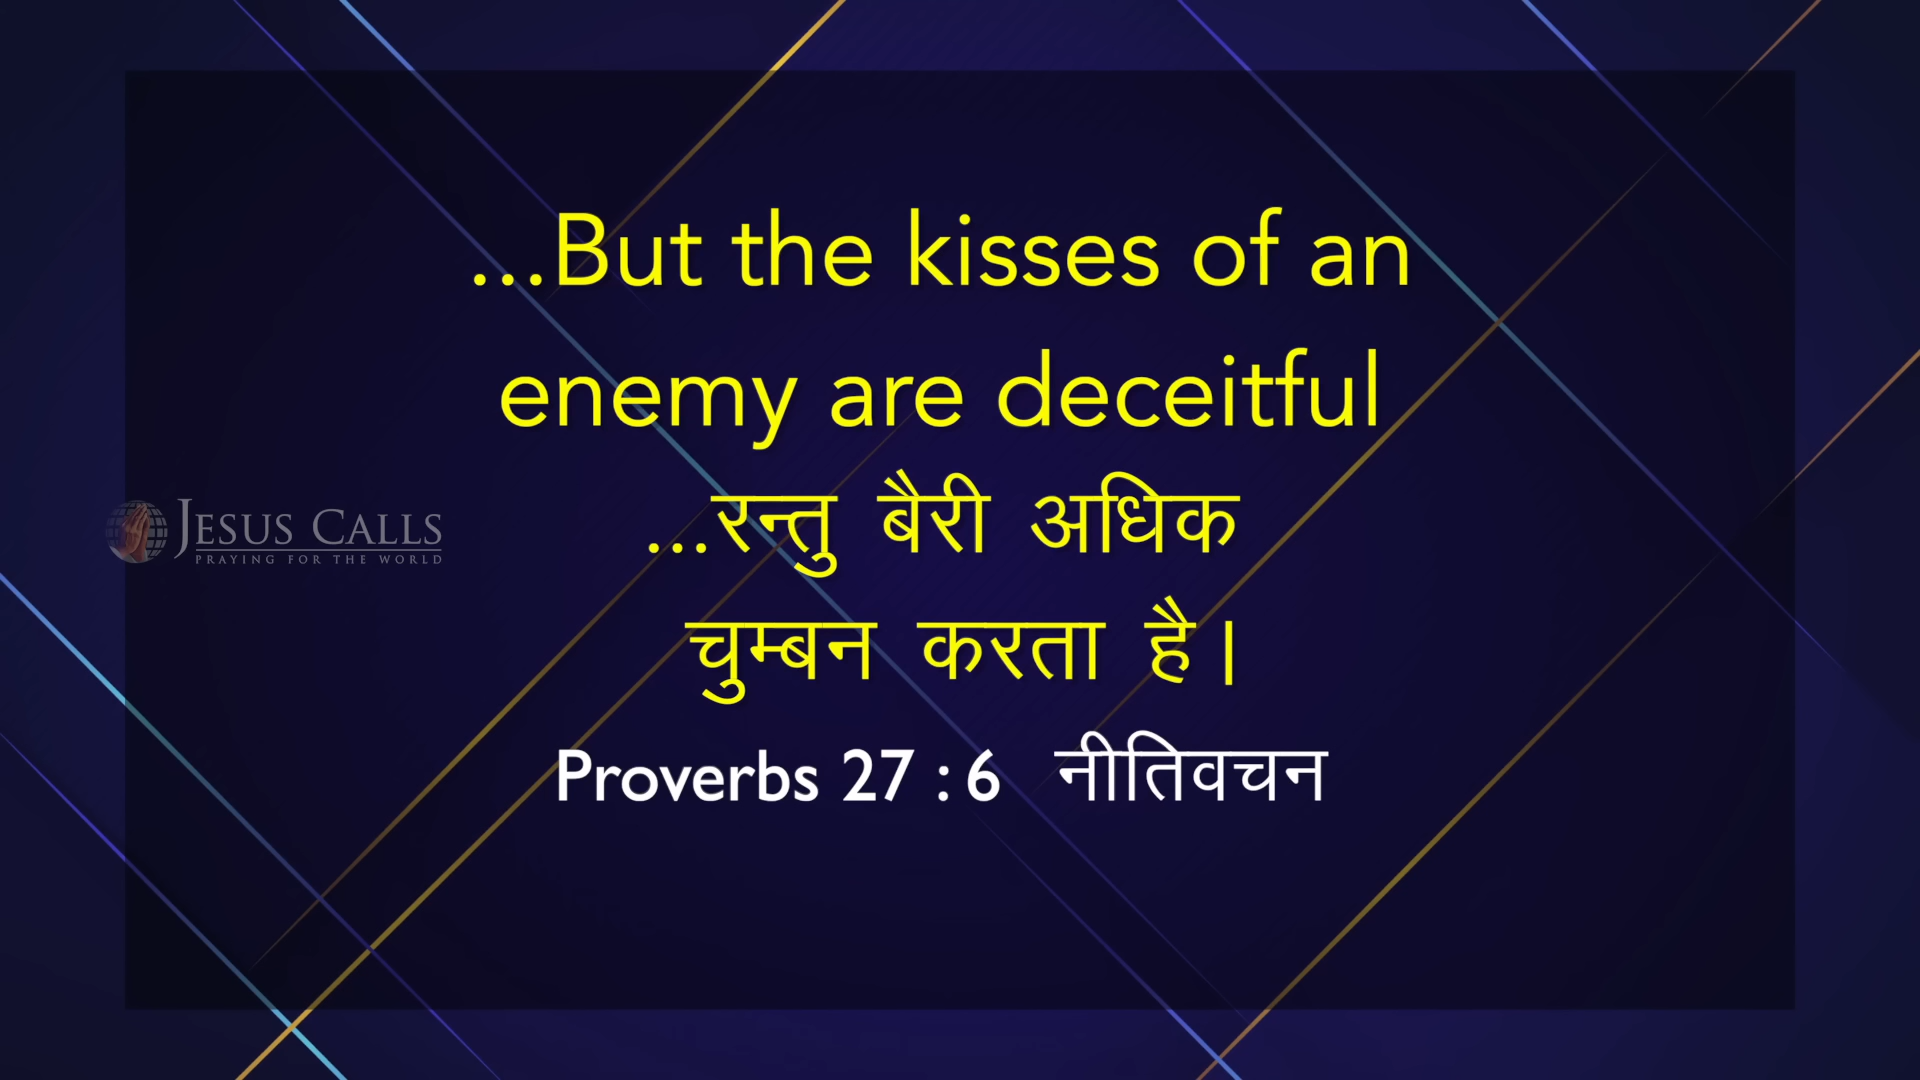 ...But the kisses of an
enemy are deceitful
...रन्तु बैरी अधिक
चुम्बन करता है।
Proverbs 27 : 6 नीतिवचन
JESUS CALLS
PRAYING FOR THE WORLD